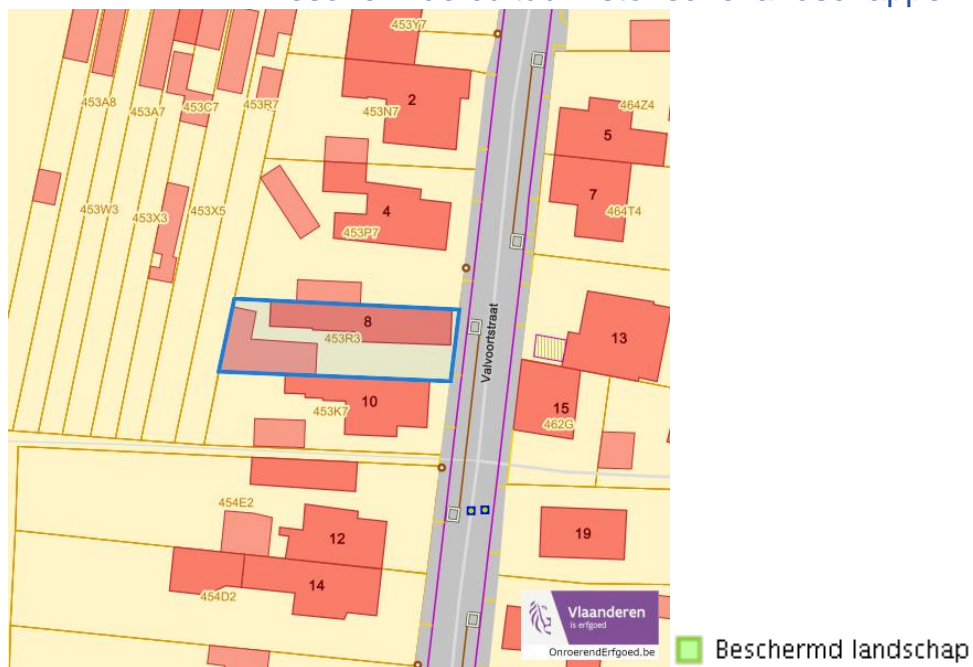 453Y7
453A8
453A7
453C7
453R7
453N7
2
464Z4
5
7
464T4
453W3
453X3
453X5
4
453P7
8
453R3
Valvoortstraat
13
10
453K7
15
462G
454E2
12
19
14
454D2
Vlaanderen
is erfgoed
OnroerendErfgoed.be
Beschermd landschap